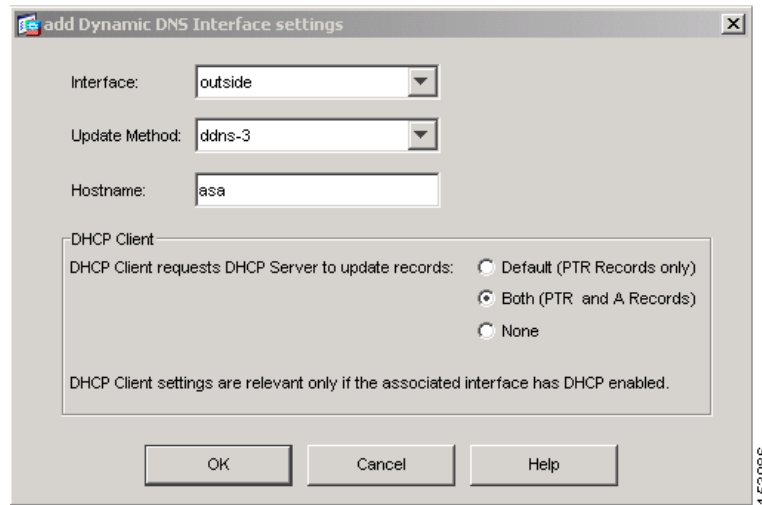 add Dynamic DNS Interface settings
Interface: outside
Update Method: ddns-3
Hostname: asa
DHCP Client
DHCP Client requests DHCP Server to update records: Default (PTR Records only)
Both (PTR and A Records)
None
DHCP Client settings are relevant only if the associated interface has DHCP enabled.
OK Cancel Help